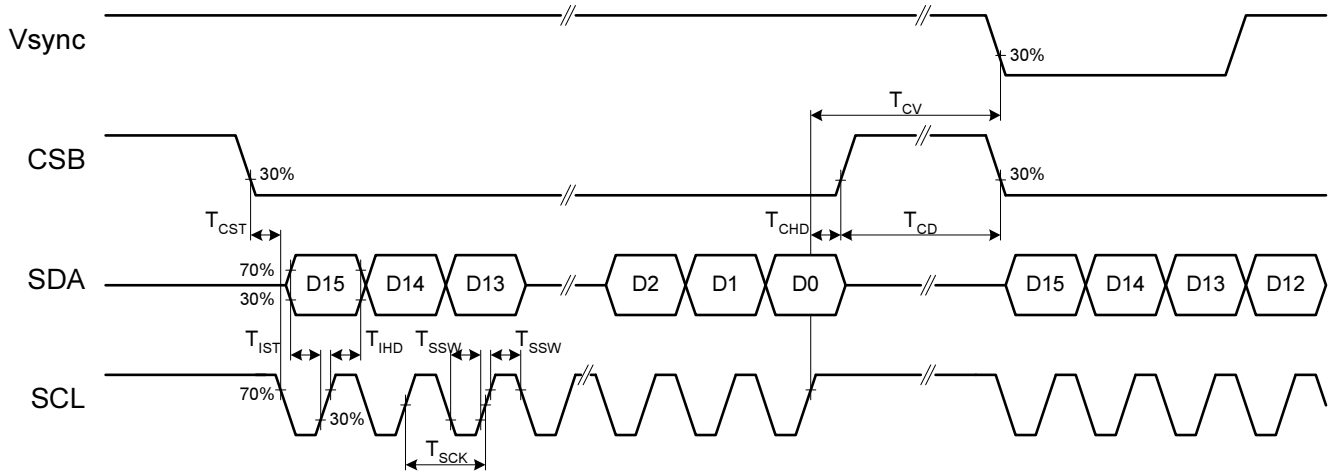 Vsync
30%
T_CV
CSB
30%
30%
T_CST
T_CHD
T_CD
SDA
70%
30%
D15
D14
D13
D2
D1
D0
D15
D14
D13
D12
T_IST
T_IHD
T_SSW
T_SSW
SCL
70%
30%
T_SCK